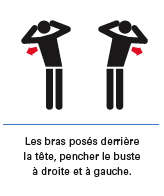 Les bras posés derrière
la tête, pencher le buste
à droite et à gauche.